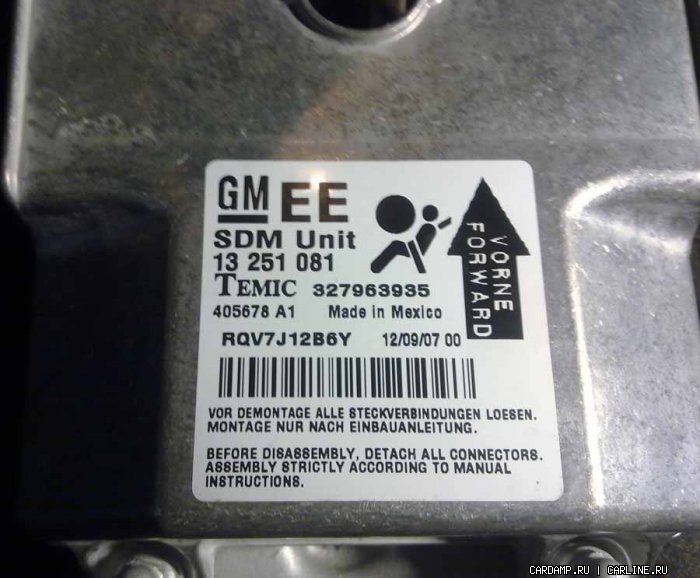 GM EE
SDM Unit
13 251 081
TEMIC 327963935
405678 A1 Made in Mexico
RQV7J12B6Y 12/09/07 00
VORNE
FORWARD
VOR DEMONTAGE ALLE STECKVERBINDUNGEN LOESEN.
MONTAGE NUR NACH EINBAUANLEITUNG.
BEFORE DISASSEMBLY, DETACH ALL CONNECTORS.
ASSEMBLY STRICTLY ACCORDING TO MANUAL
INSTRUCTIONS.
CARDAMP.RU | CARLINE.RU